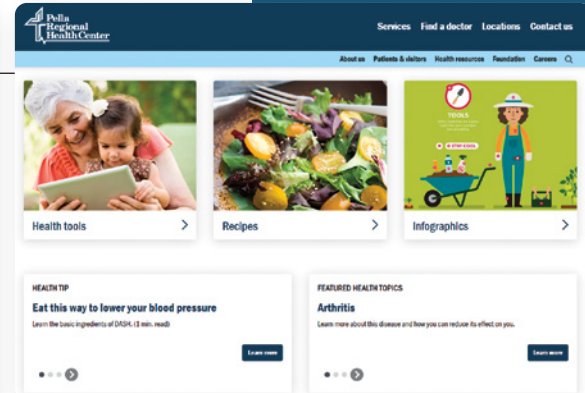 Pella
Regional
HealthCenter
Services Find a doctor Locations Contact us
About us Patients & visitors Health resources Foundation Careers
TOOLS
Health tools
Recipes
Infographics
HEALTH TIP
Eat this way to lower your blood pressure
Learn the basic ingredients of DASH. (1 min. read)
Learn more
FEATURED HEALTH TOPICS
Arthritis
Learn more about this disease and how you can reduce its effect on you.
Learn more